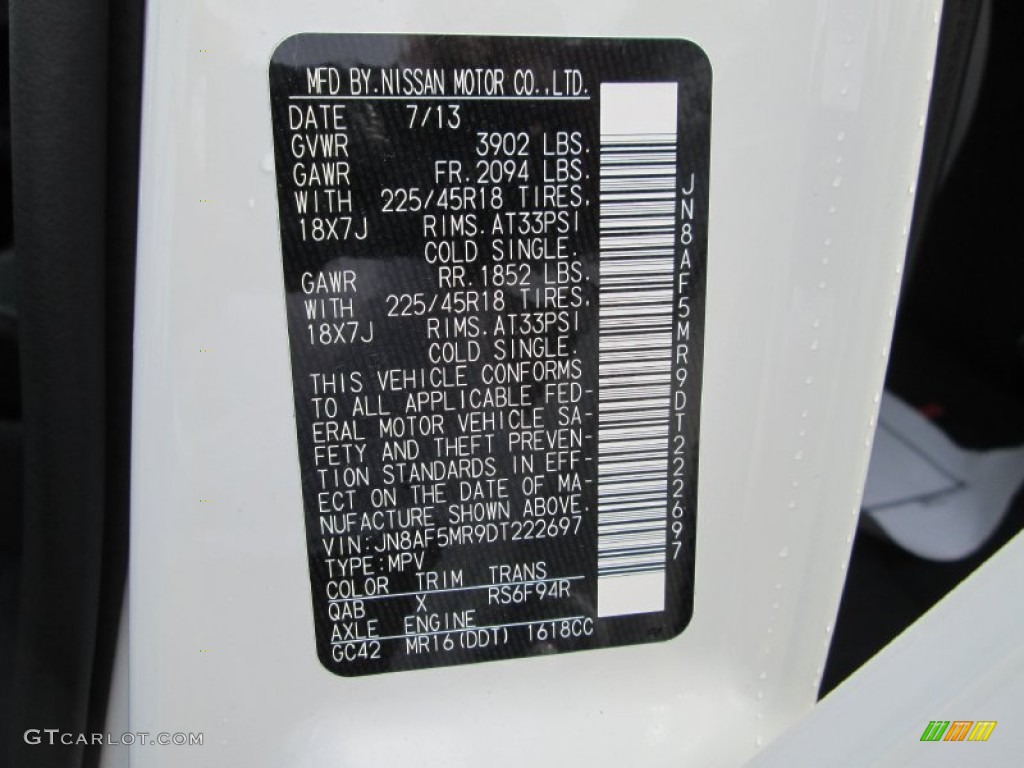 MFD BY.NISSAN MOTOR CO.,LTD.
DATE 7/13
GVWR 3902 LBS.
GAWR FR.2094 LBS.
WITH 225/45R18 TIRES,
18X7J RIMS.AT33PSI
COLD SINGLE.
GAWR RR.1852 LBS.
WITH 225/45R18 TIRES.
18X7J RIMS.AT33PSI
COLD SINGLE.
THIS VEHICLE CONFORMS
TO ALL APPLICABLE FED-
ERAL MOTOR VEHICLE SA-
FETY AND THEFT PREVEN-
TION STANDARDS IN EFF-
ECT ON THE DATE OF MA-
NUFACTURE SHOWN ABOVE.
VIN:JN8AF5MR9DT222697
TYPE:MPV
COLOR TRIM TRANS
QAB X RS6F94R
AXLE ENGINE
GC42 MR16(DDT) 1618CC
JN8AF5MR9DT222697
GTCARLOT.COM